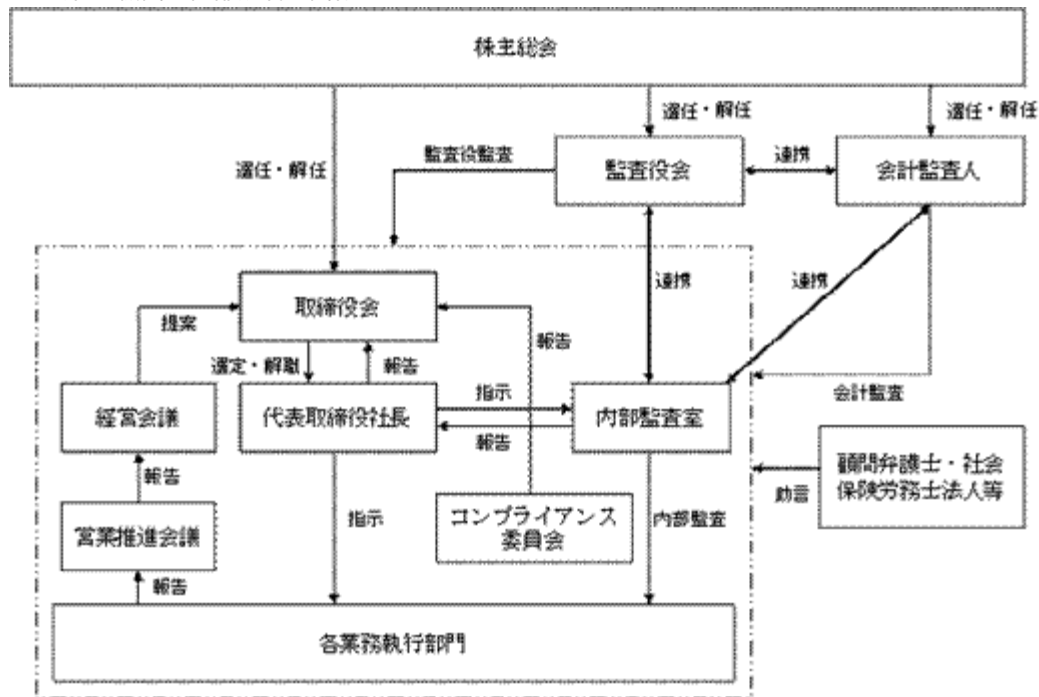 株主総会
選任・解任
選任・解任
選任・解任
監査役監査
監査役会
連携
会計監査人
連携
連携
取締役会
提案
報告
選定・解職
報告
会計監査
経営会議
代表取締役社長
指示
報告
内部監査室
報告
顧問弁護士・社会
保険労務士法人等
助言
営業推進会議
指示
コンプライアンス
委員会
内部監査
報告
各業務執行部門